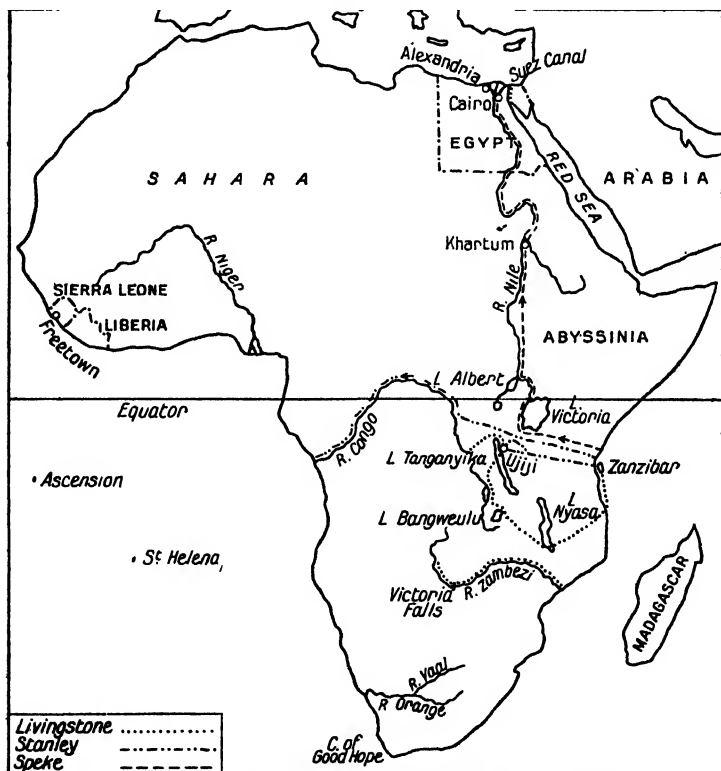 Alexandria
Suez Canal
Cairo
EGYPT
SAHARA
RED SEA
ARABIA
Khartum
R. Niger
R. Nile
SIERRA LEONE
LIBERIA
Freetown
ABYSSINIA
L Albert
L
Victoria
Equator
R. Congo
L Tanganyika
Ujiji
Zanzibar
Ascension
L
Nyasa
L Bangweulu
St Helena
Victoria
Falls
R. Zambezi
MADAGASCAR
R. Vaal
R Orange
C. of
Good Hope
Livingstone
Stanley
Speke